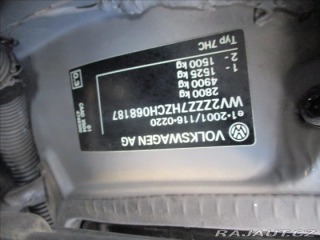 VOLKSWAGEN AG
e1*2001/116*0220
WV2ZZZ7HZCH068187
2800 kg
4900 kg
1 - 1525 kg
2 - 1500 kg
Typ 7HC
RAJAUT.CZ